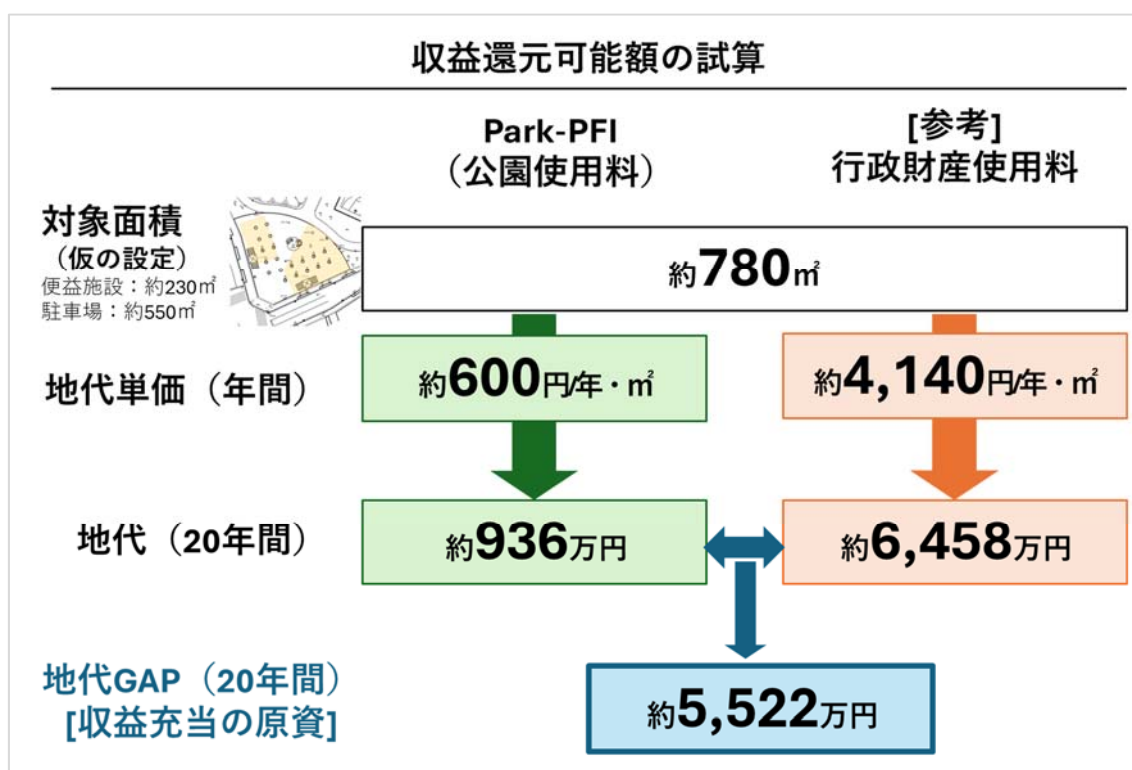 収益還元可能額の試算
Park-PFI
（公園使用料）
[参考]
行政財産使用料
対象面積
（仮の設定）
便益施設：約230㎡
駐車場：約550㎡
約780㎡
地代単価（年間）
約600円/年・㎡
約4,140円/年・㎡
地代（20年間）
約936万円
約6,458万円
地代GAP（20年間）
[収益充当の原資]
約5,522万円